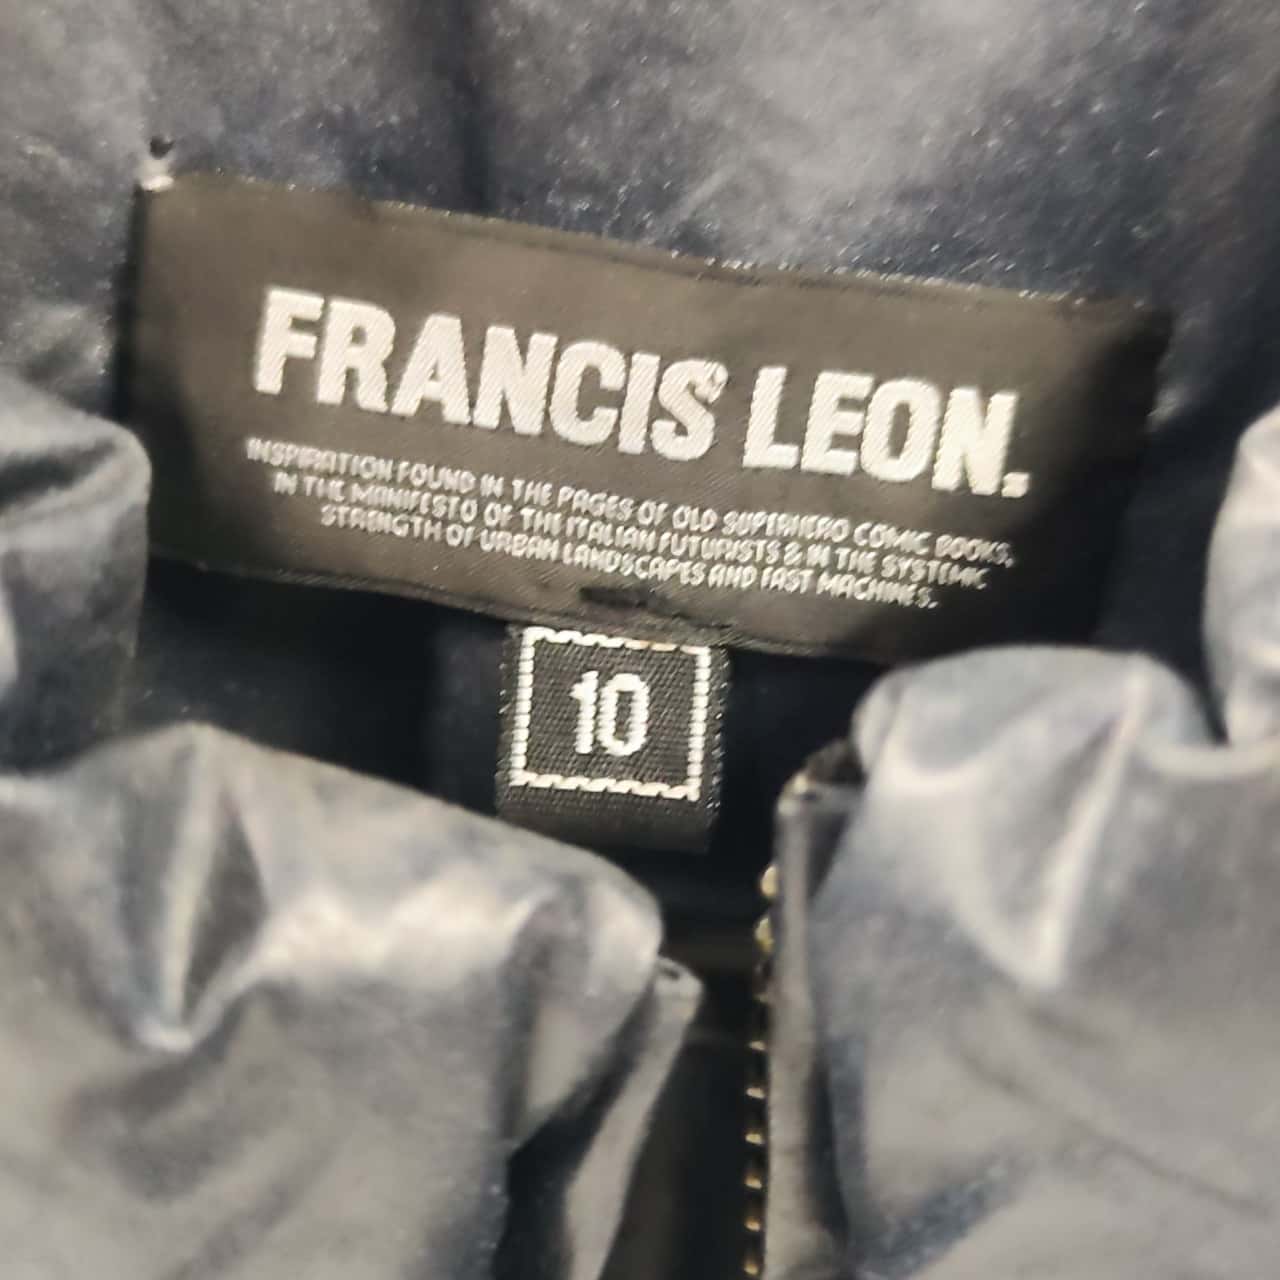 FRANCIS LEON.
INSPIRATION FOUND IN THE PAGES OF OLD SUPERHERO COMIC BOOKS,
IN THE MANIFESTO OF THE ITALIAN FUTURISTS & IN THE SYSTEMIC
STRENGTH OF URBAN LANDSCAPES AND FAST MACHINES.
10